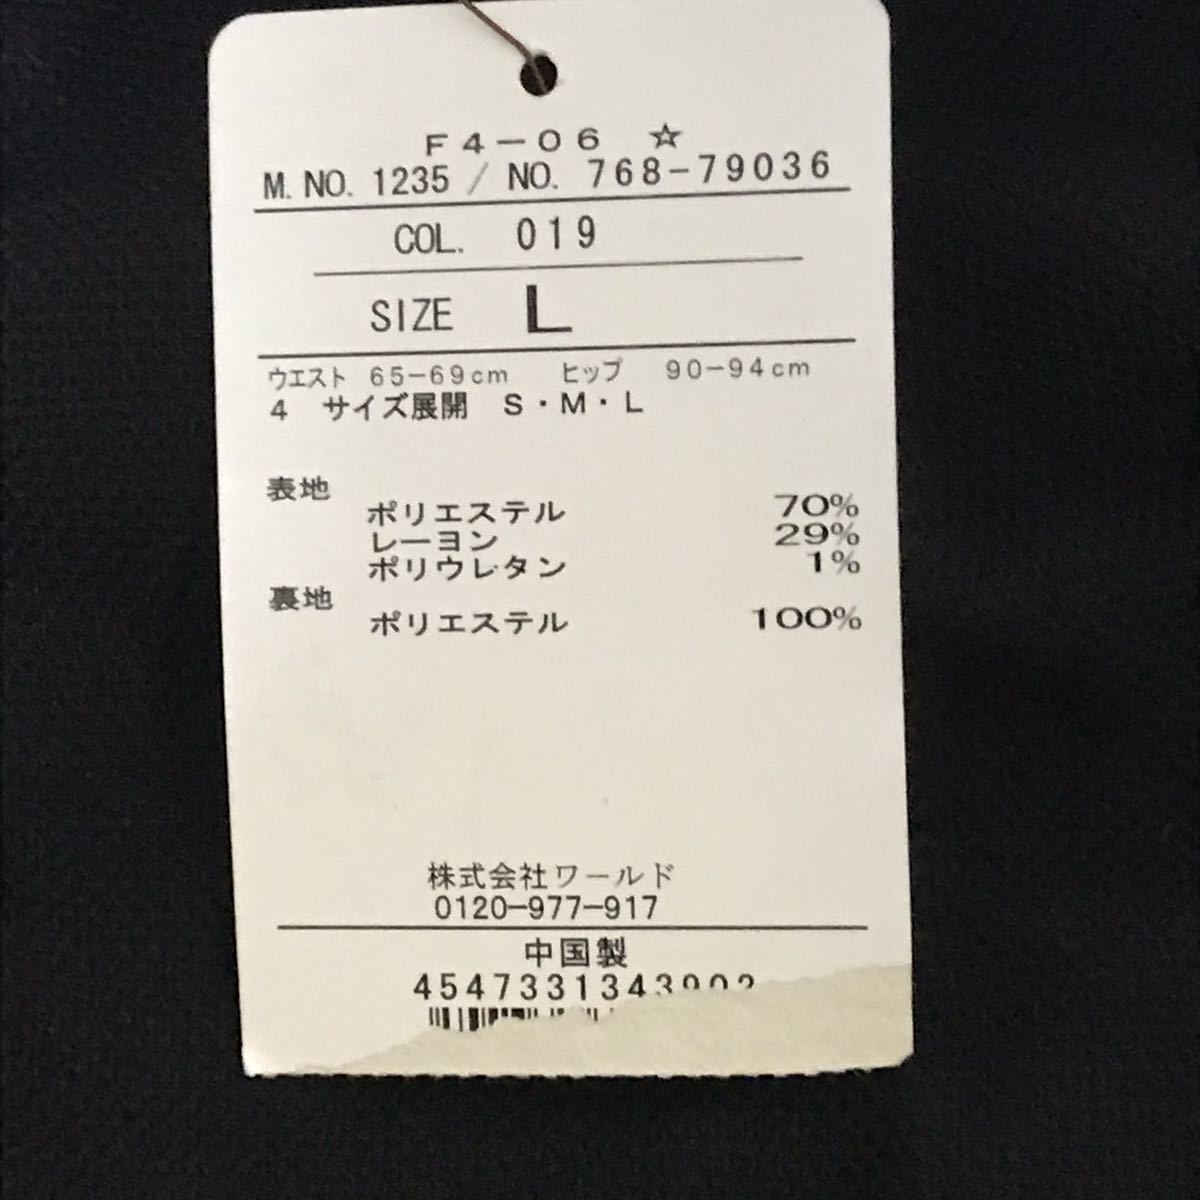 F4-06 ☆
M. NO. 1235 / NO. 768-79036
COL. 019
SIZE L
ウエスト 65-69cm ヒップ 90-94cm
4 サイズ展開 S・M・L
表地
ポリエステル 70%
レーヨン 29%
ポリウレタン 1%
裏地
ポリエステル 100%
株式会社ワールド
0120-977-917
中国製